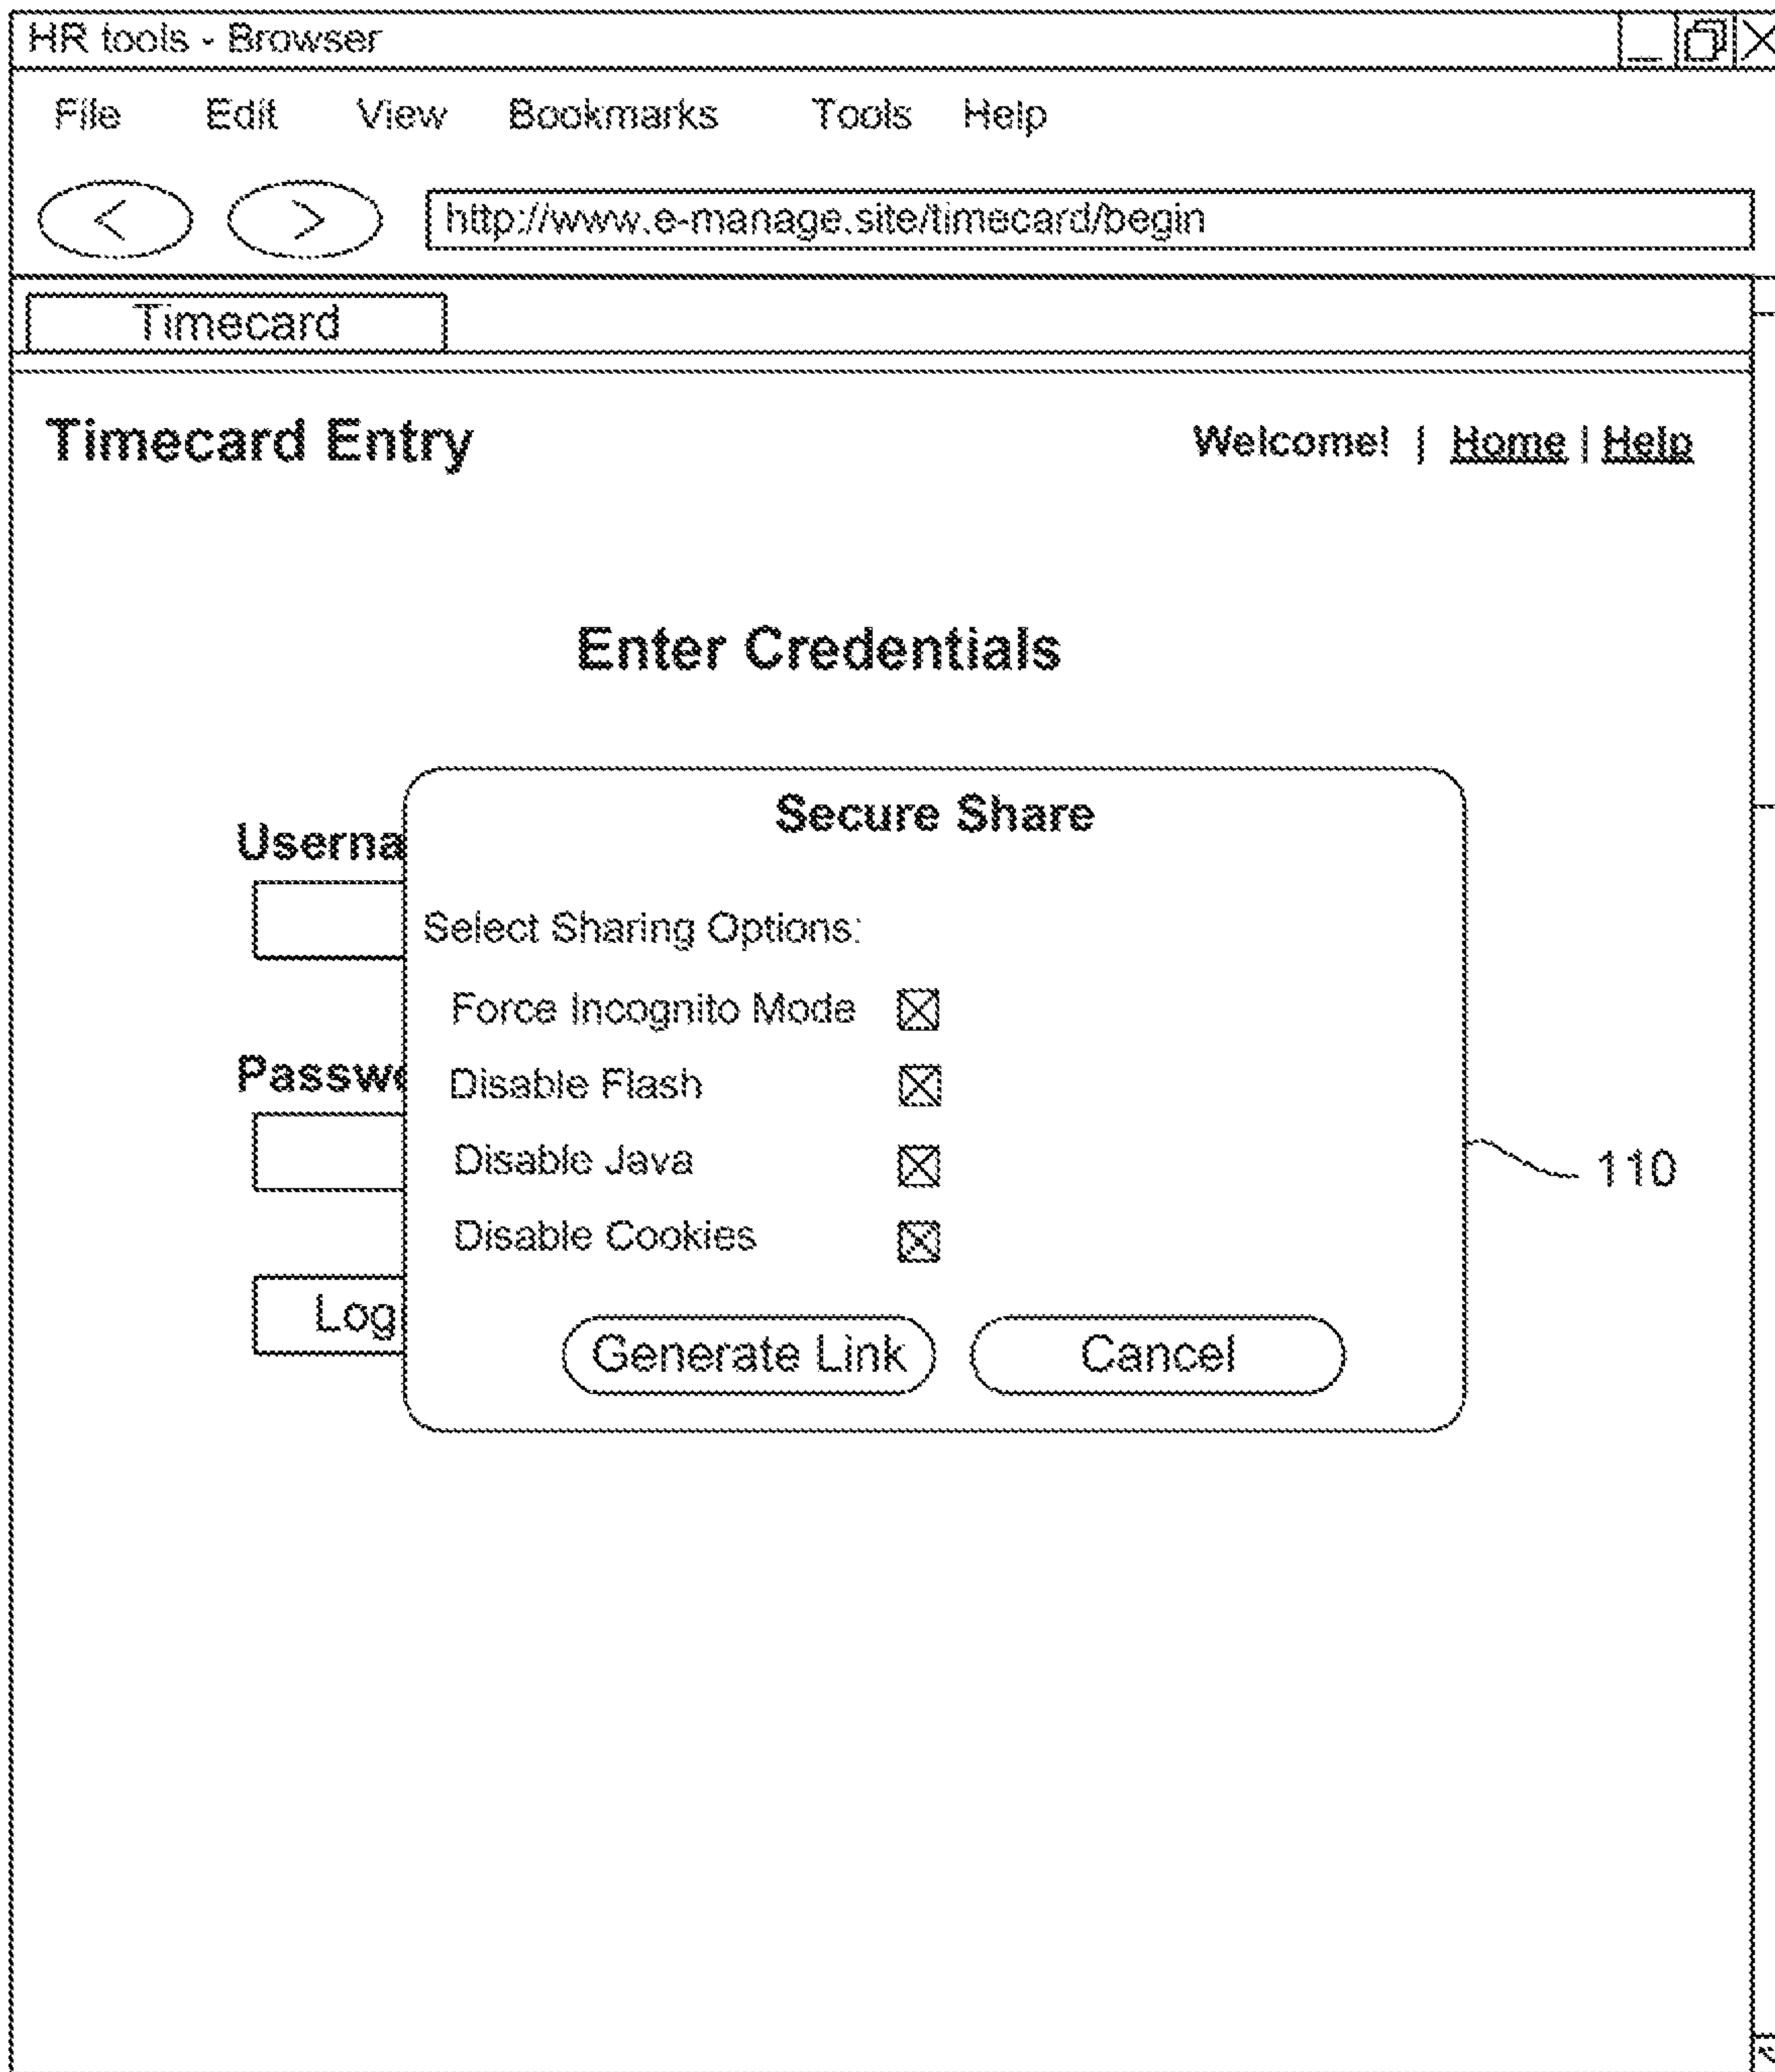 HR tools - Browser
File Edit View Bookmarks Tools Help
< > http://www.e-manage.site/timecard/begin
Timecard
Timecard Entry Welcome! | Home | Help
Enter Credentials
Secure Share
Userna
Select Sharing Options:
Force Incognito Mode
Passwo
Disable Flash
Disable Java
110
Disable Cookies
Log
Generate Link Cancel